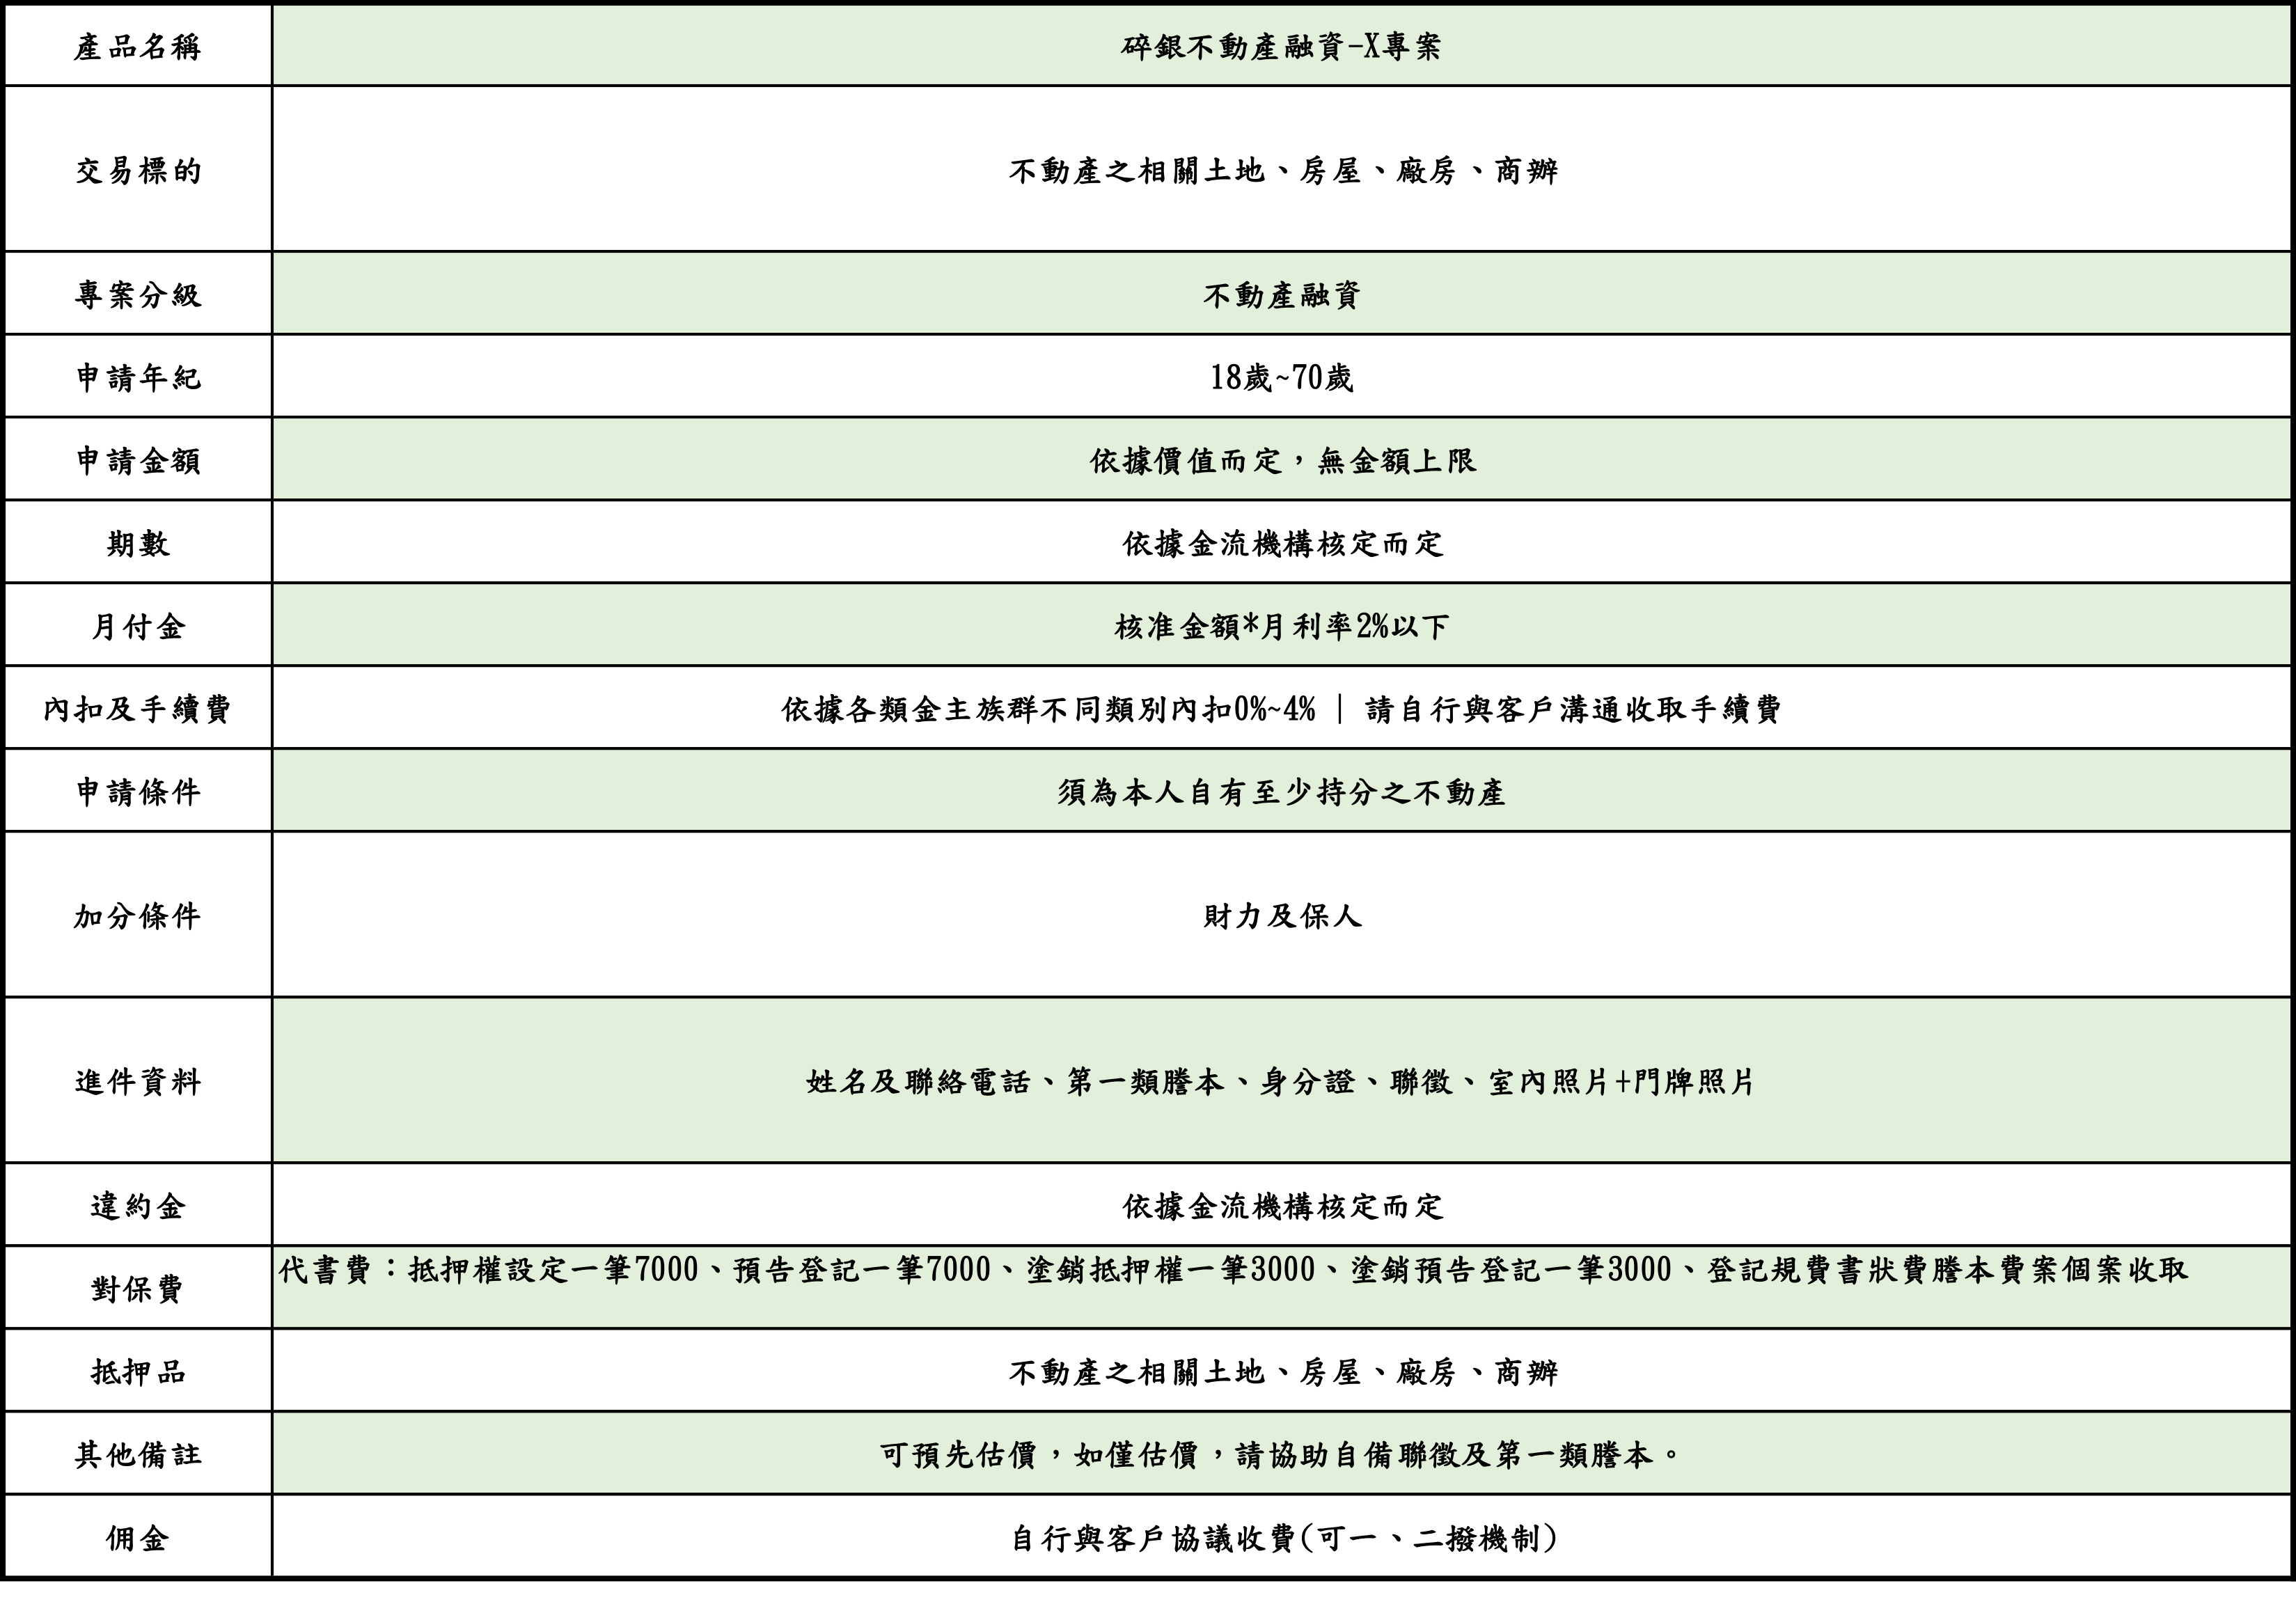 產品名稱
碎銀不動產融資-X專案
交易標的
不動產之相關土地、房屋、廠房、商辦
專案分級
不動產融資
申請年紀
18歲~70歲
申請金額
依據價值而定，無金額上限
期數
依據金流機構核定而定
月付金
核准金額*月利率2%以下
內扣及手續費
依據各類金主族群不同類別內扣0%~4% | 請自行與客戶溝通收取手續費
申請條件
須為本人自有至少持分之不動產
加分條件
財力及保人
進件資料
姓名及聯絡電話、第一類謄本、身分證、聯徵、室內照片+門牌照片
違約金
依據金流機構核定而定
對保費
代書費：抵押權設定一筆7000、預告登記一筆7000、塗銷抵押權一筆3000、塗銷預告登記一筆3000、登記規費書狀費謄本費案個案收取
抵押品
不動產之相關土地、房屋、廠房、商辦
其他備註
可預先估價，如僅估價，請協助自備聯徵及第一類謄本。
佣金
自行與客戶協議收費(可一、二撥機制)